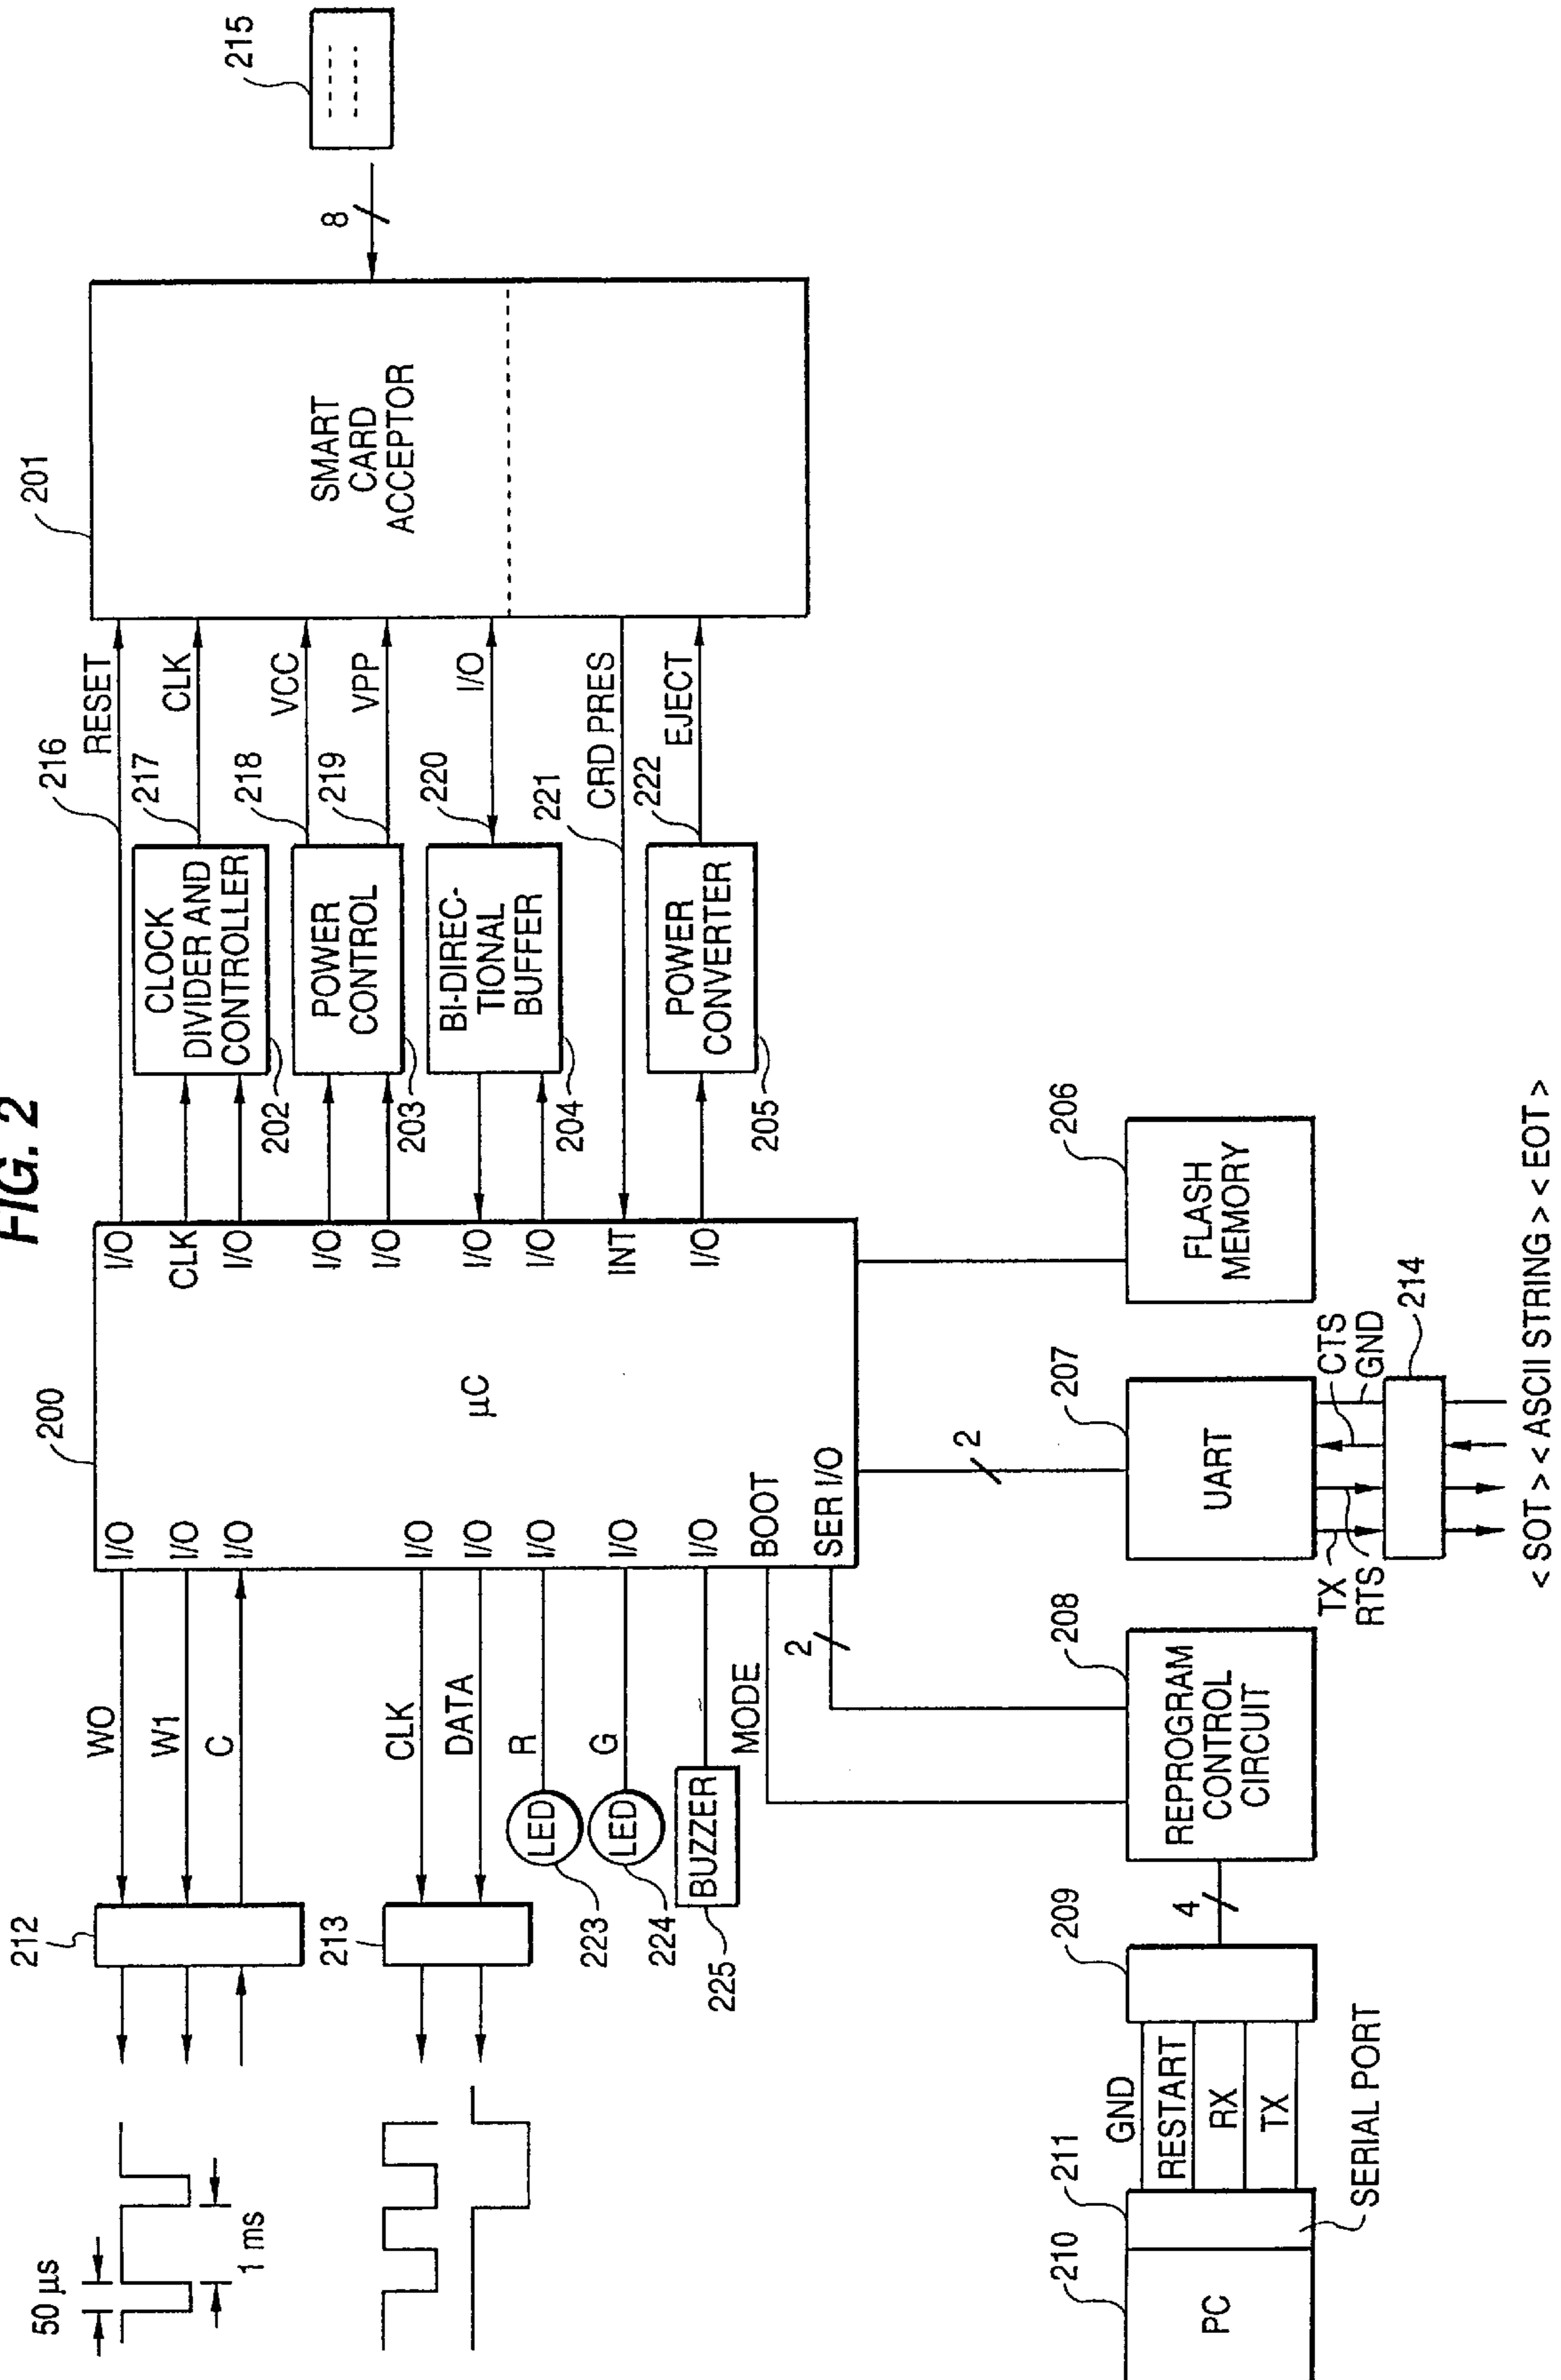 FIG. 2
50 μs
1 ms
212
WO
W1
C
213
CLK
DATA
R
LED
223
G
LED
224
BUZZER
225
MODE
2
200
μC
I/O
I/O
I/O
I/O
I/O
I/O
I/O
I/O
BOOT
SER I/O
I/O
CLK
I/O
I/O
I/O
I/O
I/O
INT
I/O
216
RESET
CLOCK
DIVIDER AND
CONTROLLER
202
217
CLK
POWER
CONTROL
203
218
VCC
219
VPP
BI-DIREC-
TIONAL
BUFFER
204
220
I/O
221
CRD PRES
POWER
CONVERTER
205
222
EJECT
201
SMART
CARD
ACCEPTOR
8
215
210
PC
211
SERIAL PORT
GND
RESTART
RX
TX
209
4
208
REPROGRAM
CONTROL
CIRCUIT
2
207
UART
TX
RTS
CTS
GND
214
206
FLASH
MEMORY
< SOT > < ASCII STRING > < EOT >